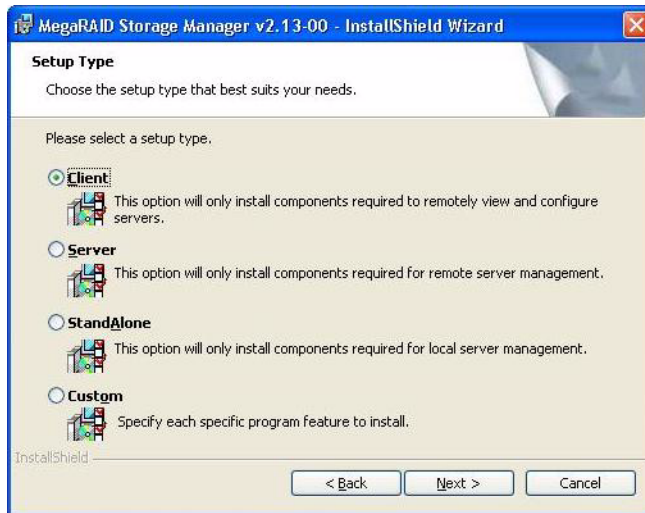 MegaRAID Storage Manager v2.13-00 - InstallShield Wizard
Setup Type
Choose the setup type that best suits your needs.
Please select a setup type.
Client
This option will only install components required to remotely view and configure
servers.
Server
This option will only install components required for remote server management.
StandAlone
This option will only install components required for local server management.
Custom
Specify each specific program feature to install.
InstallShield
< Back
Next >
Cancel